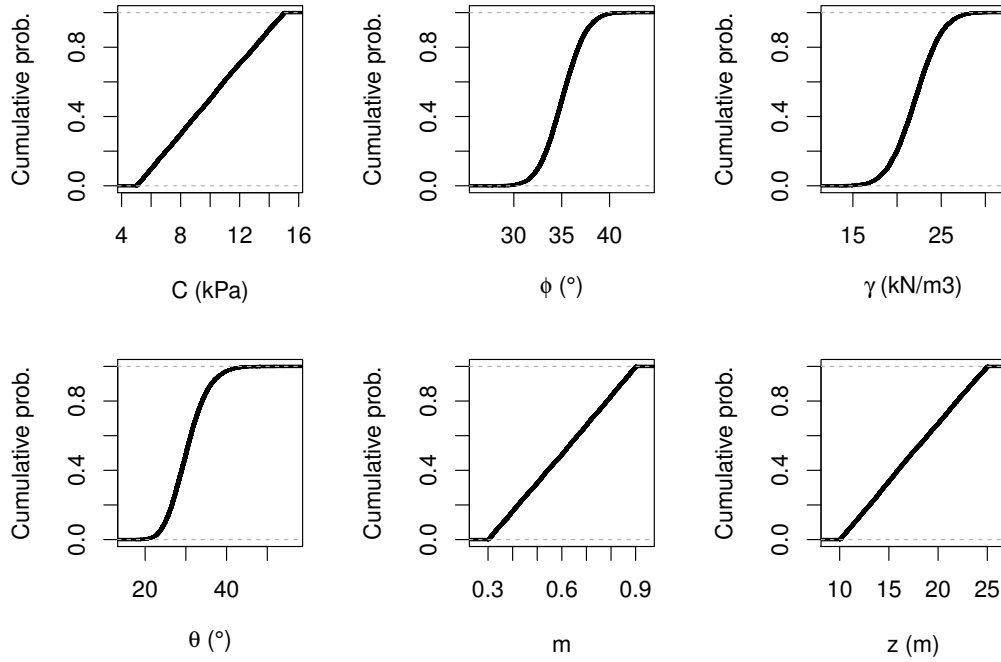 Cumulative prob.
0.0 0.4 0.8
4 8 12 16
C (kPa)
Cumulative prob.
0.0 0.4 0.8
30 35 40
ϕ (°)
Cumulative prob.
0.0 0.4 0.8
15 25
γ (kN/m3)
Cumulative prob.
0.0 0.4 0.8
20 40
θ (°)
Cumulative prob.
0.0 0.4 0.8
0.3 0.6 0.9
m
Cumulative prob.
0.0 0.4 0.8
10 15 20 25
z (m)